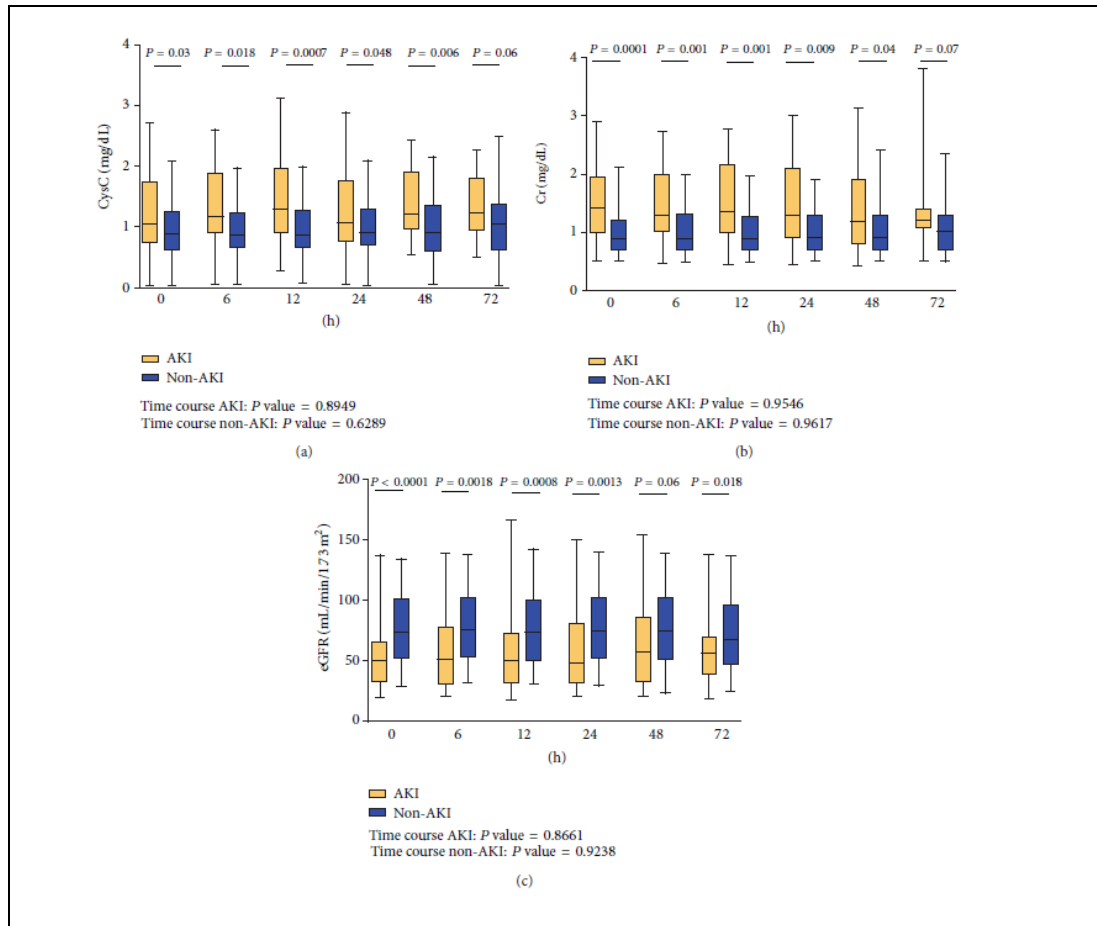 P = 0.03 P = 0.018 P = 0.0007 P = 0.048 P = 0.006 P = 0.06
4
3
2
1
0
CysC (mg/dL)
0 6 12 24 48 72
(h)
AKI
Non-AKI
Time course AKI: P value = 0.8949
Time course non-AKI: P value = 0.6289
(a)
P = 0.0001 P = 0.001 P = 0.001 P = 0.009 P = 0.04 P = 0.07
4
3
2
1
0
Cr (mg/dL)
0 6 12 24 48 72
(h)
AKI
Non-AKI
Time course AKI: P value = 0.9546
Time course non-AKI: P value = 0.9617
(b)
P < 0.0001 P = 0.0018 P = 0.0008 P = 0.0013 P = 0.06 P = 0.018
200
150
100
50
0
eGFR (mL/min/1 7 3 m²)
0 6 12 24 48 72
(h)
AKI
Non-AKI
Time course AKI: P value = 0.8661
Time course non-AKI: P value = 0.9238
(c)